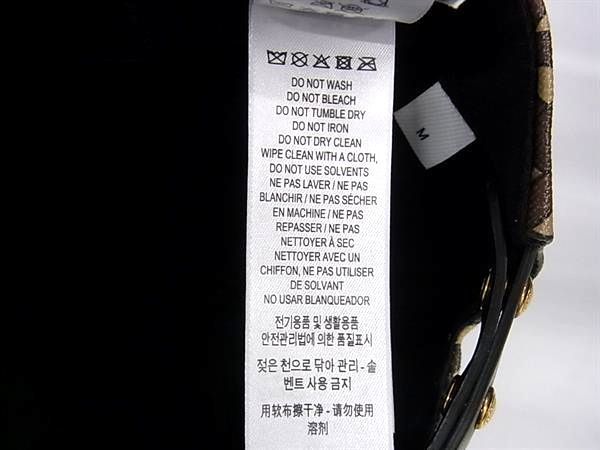 DO NOT WASH
DO NOT BLEACH
DO NOT TUMBLE DRY
DO NOT IRON
DO NOT DRY CLEAN
WIPE CLEAN WITH A CLOTH,
DO NOT USE SOLVENTS
NE PAS LAVER / NE PAS
BLANCHIR / NE PAS SÉCHER
EN MACHINE / NE PAS
REPASSER / NE PAS
NETTOYER À SEC
NETTOYER AVEC UN
CHIFFON, NE PAS UTILISER
DE SOLVANT
NO USAR BLANQUEADOR
전기용품 및 생활용품
안전관리법에 의한 품질표시
젖은 천으로 닦아 관리 - 솔
벤트 사용 금지
用软布擦干净 - 请勿使用
溶剂
M